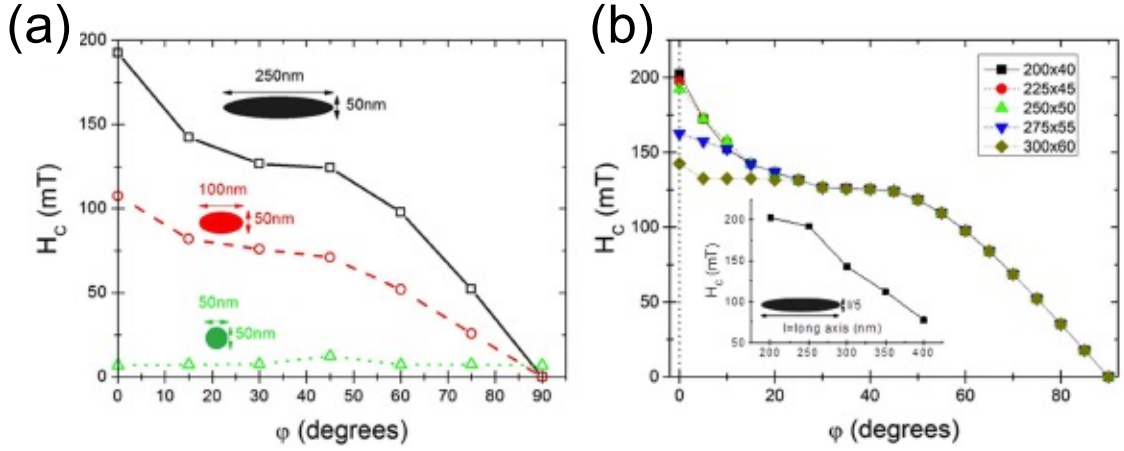 (a)
200
150
100
50
0
H_C (mT)
250nm
50nm
100nm
50nm
50nm
50nm
0 10 20 30 40 50 60 70 80 90
φ (degrees)
(b)
200
150
100
50
0
H_C (mT)
200x40
225x45
250x50
275x55
300x60
200
150
100
50
H_c (mT)
l/5
l=long axis (nm)
200 250 300 350 400
0 20 40 60 80
φ (degrees)